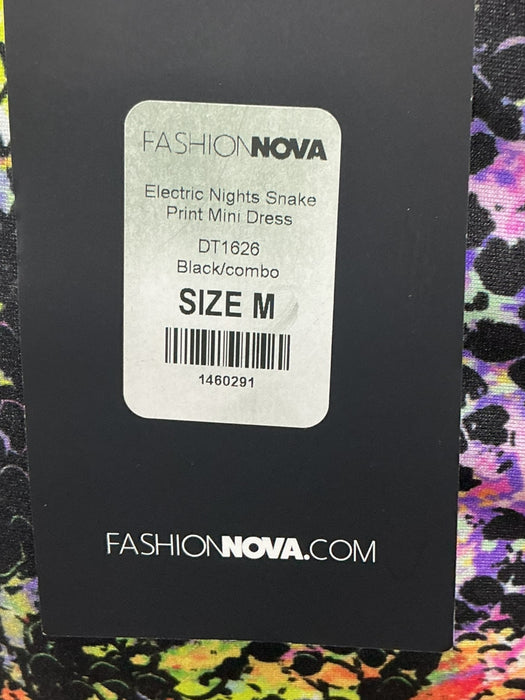 FASHIONNOVA
Electric Nights Snake
Print Mini Dress
DT1626
Black/combo
SIZE M
1460291
FASHIONNOVA.COM